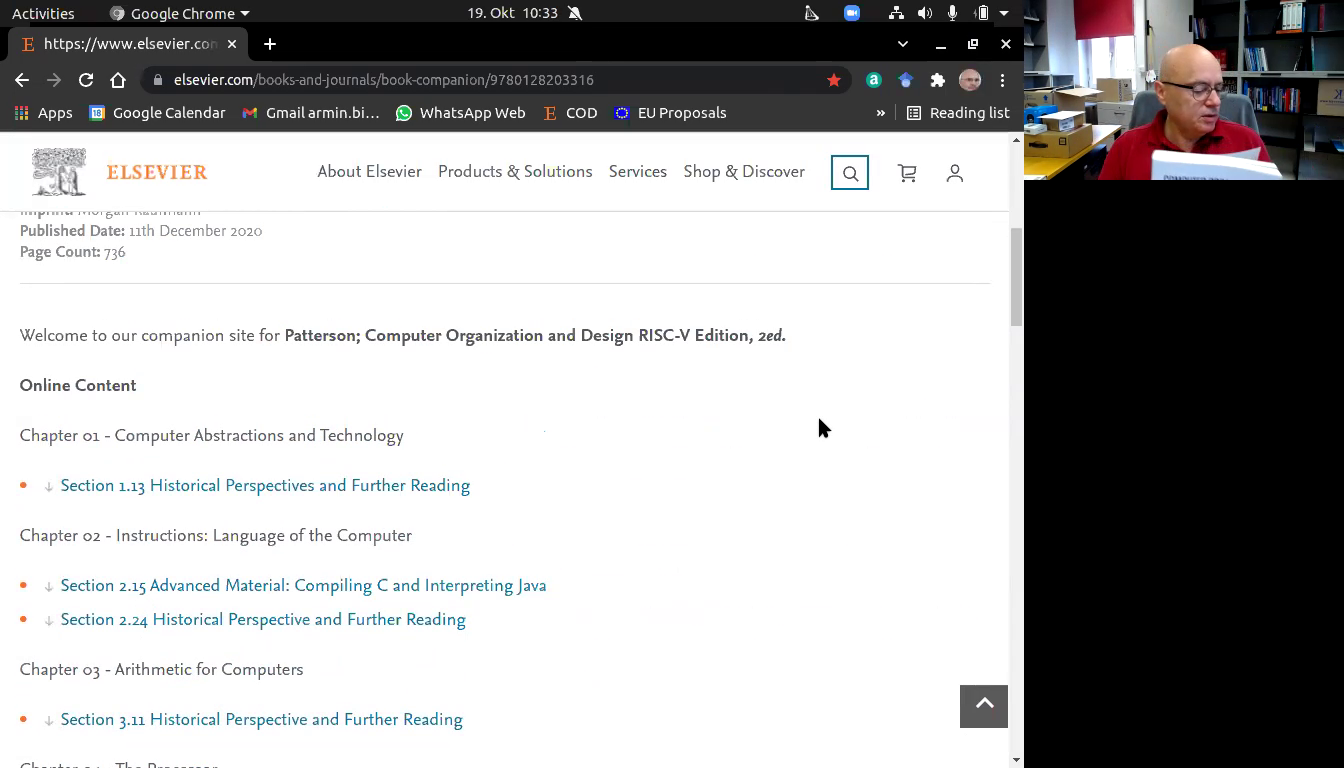 Activities Google Chrome 19. Okt 10:33
E https://www.elsevier.con × +
elsevier.com/books-and-journals/book-companion/9780128203316
Apps 18 Google Calendar Gmail armin.bi... WhatsApp Web E COD EU Proposals » Reading list
ELSEVIER About Elsevier Products & Solutions Services Shop & Discover
Imprint Morgan Kaufmann
Published Date: 11th December 2020
Page Count: 736
Welcome to our companion site for Patterson; Computer Organization and Design RISC-V Edition, 2ed.
Online Content
Chapter 01 - Computer Abstractions and Technology
Section 1.13 Historical Perspectives and Further Reading
Chapter 02 - Instructions: Language of the Computer
Section 2.15 Advanced Material: Compiling C and Interpreting Java
Section 2.24 Historical Perspective and Further Reading
Chapter 03 - Arithmetic for Computers
Section 3.11 Historical Perspective and Further Reading